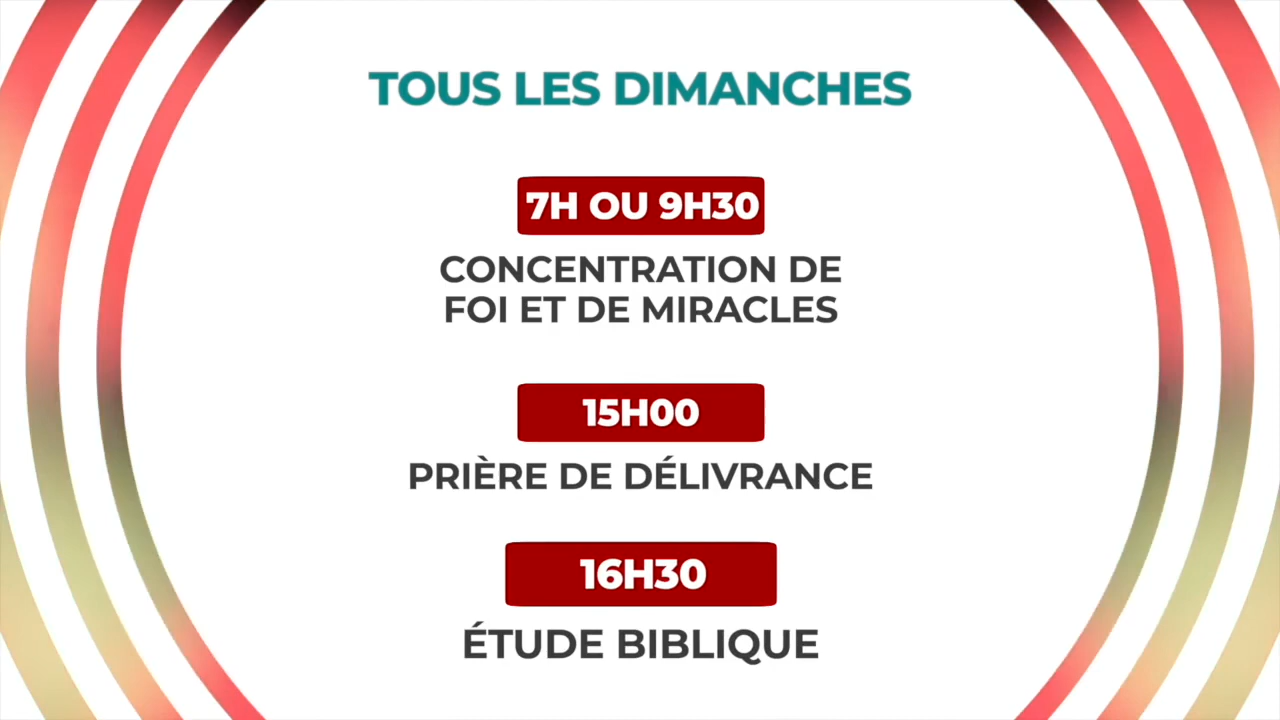 TOUS LES DIMANCHES
7H OU 9H30
CONCENTRATION DE
FOI ET DE MIRACLES
15H00
PRIÈRE DE DÉLIVRANCE
16H30
ÉTUDE BIBLIQUE